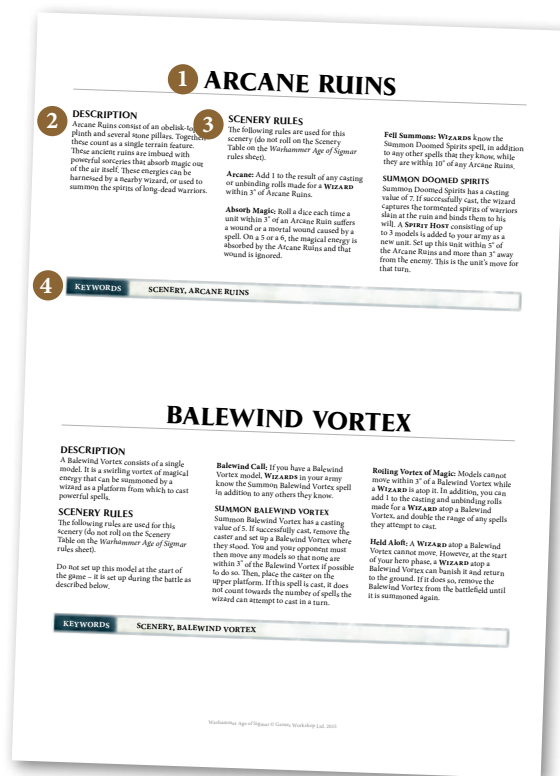 1 ARCANE RUINS
2 DESCRIPTION
Arcane Ruins consist of an obelisk-to
plinth and several stone pillars. Together
these count as a single terrain feature.
These ancient ruins are imbued with
powerful sorceries that absorb magic out
of the air itself. These energies can be
harnessed by a nearby wizard, or used to
summon the spirits of long-dead warriors.
3 SCENERY RULES
The following rules are used for this
scenery (do not roll on the Scenery
Table on the Warhammer Age of Sigmar
rules sheet).
Arcane: Add 1 to the result of any casting
or unbinding rolls made for a WIZARD
within 3" of Arcane Ruins.
Absorb Magic: Roll a dice each time a
unit within 3" of an Arcane Ruin suffers
a wound or a mortal wound caused by a
spell. On a 5 or a 6, the magical energy is
absorbed by the Arcane Ruins and that
wound is ignored.
Fell Summons: WIZARDS know the
Summon Doomed Spirits spell, in addition
to any other spells that they know, while
they are within 10" of any Arcane Ruins.
SUMMON DOOMED SPIRITS
Summon Doomed Spirits has a casting
value of 7. If successfully cast, the wizard
captures the tormented spirits of warriors
slain at the ruin and binds them to his
will. A SPIRIT HOST consisting of up
to 3 models is added to your army as a
new unit. Set up this unit within 5" of
the Arcane Ruins and more than 3" away
from the enemy. This is the unit's move for
that turn.
4 KEYWORDS SCENERY, ARCANE RUINS
BALEWIND VORTEX
DESCRIPTION
A Balewind Vortex consists of a single
model. It is a swirling vortex of magical
energy that can be summoned by a
wizard as a platform from which to cast
powerful spells.
SCENERY RULES
The following rules are used for this
scenery (do not roll on the Scenery
Table on the Warhammer Age of Sigmar
rules sheet).
Do not set up this model at the start of
the game – it is set up during the battle as
described below.
Balewind Call: If you have a Balewind
Vortex model, WIZARDS in your army
know the Summon Balewind Vortex spell
in addition to any others they know.
SUMMON BALEWIND VORTEX
Summon Balewind Vortex has a casting
value of 5. If successfully cast, remove the
caster and set up a Balewind Vortex where
they stood. You and your opponent must
then move any models so that none are
within 3" of the Balewind Vortex if possible
to do so. Then, place the caster on the
upper platform. If this spell is cast, it does
not count towards the number of spells the
wizard can attempt to cast in a turn.
Roiling Vortex of Magic: Models cannot
move within 3" of a Balewind Vortex while
a WIZARD is atop it. In addition, you can
add 1 to the casting and unbinding rolls
made for a WIZARD atop a Balewind
Vortex, and double the range of any spells
they attempt to cast.
Held Aloft: A WIZARD atop a Balewind
Vortex cannot move. However, at the start
of your hero phase, a WIZARD atop a
Balewind Vortex can banish it and return
to the ground. If it does so, remove the
Balewind Vortex from the battlefield until
it is summoned again.
KEYWORDS SCENERY, BALEWIND VORTEX
Warhammer Age of Sigmar © Games Workshop Ltd. 2015